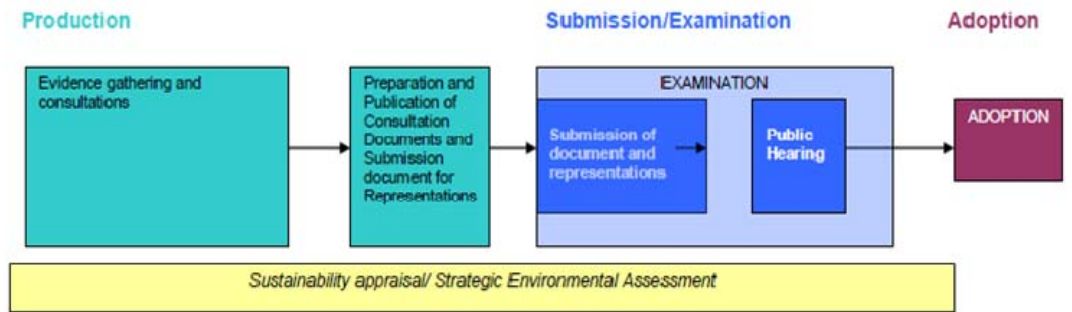 Production
Submission/Examination
Adoption
Evidence gathering and
consultations
Preparation and
Publication of
Consultation
Documents and
Submission
document for
Representations
EXAMINATION
Submission of
document and
representations
Public
Hearing
ADOPTION
Sustainability appraisal/ Strategic Environmental Assessment